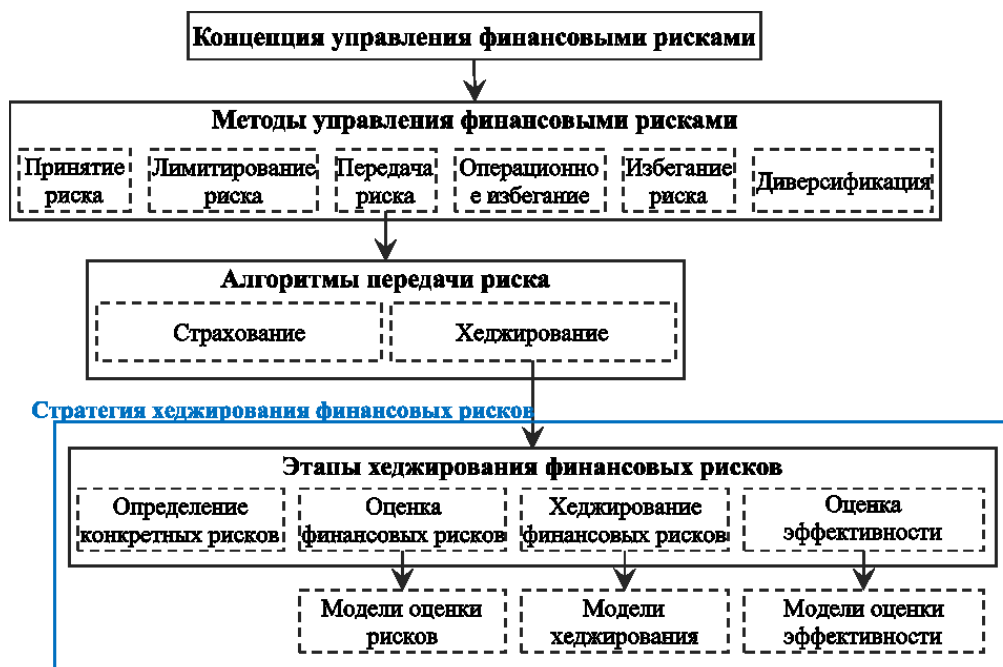 Концепция управления финансовыми рисками
Методы управления финансовыми рисками
Принятие
риска
Лимитирование
риска
Передача
риска
Операционно
е избегание
Избегание
риска
Диверсификация
Алгоритмы передачи риска
Страхование
Хеджирование
Стратегия хеджирования финансовых рисков
Этапы хеджирования финансовых рисков
Определение
конкретных рисков
Оценка
финансовых рисков
Хеджирование
финансовых рисков
Оценка
эффективности
Модели оценки
рисков
Модели
хеджирования
Модели оценки
эффективности